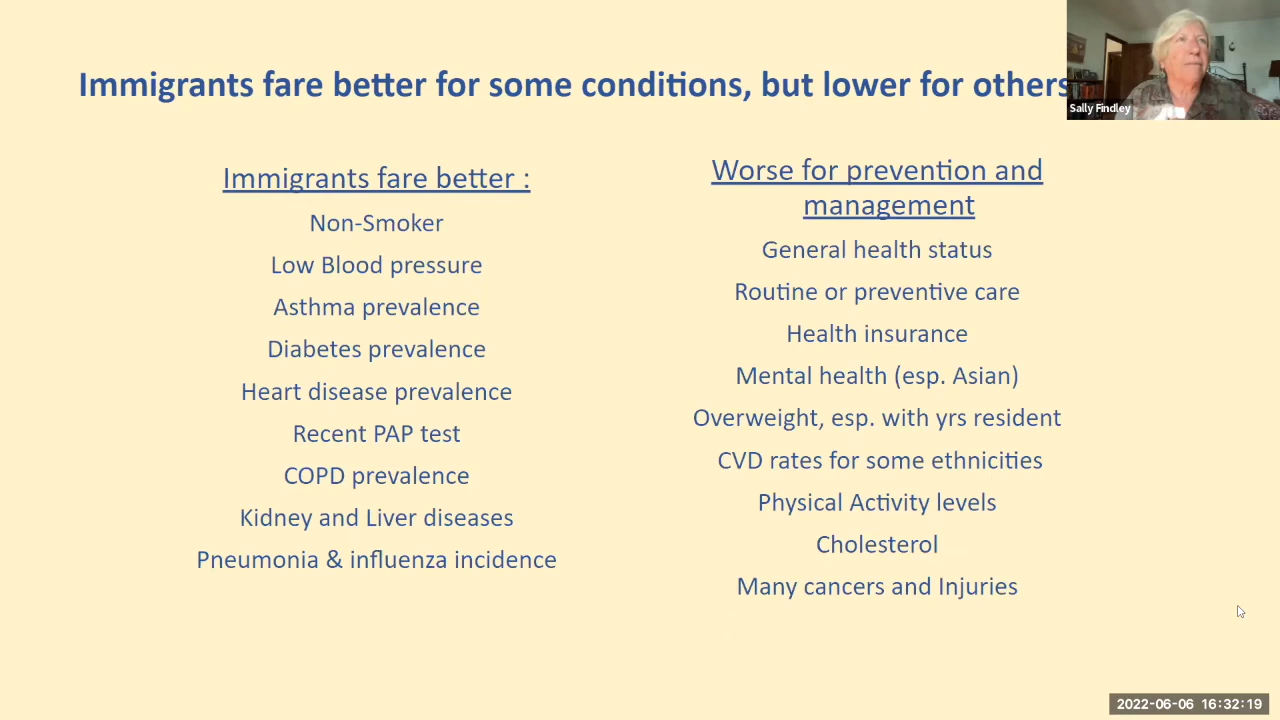 Immigrants fare better for some conditions, but lower for others
Sally Findley
Immigrants fare better :
Non-Smoker
Low Blood pressure
Asthma prevalence
Diabetes prevalence
Heart disease prevalence
Recent PAP test
COPD prevalence
Kidney and Liver diseases
Pneumonia & influenza incidence
Worse for prevention and
management
General health status
Routine or preventive care
Health insurance
Mental health (esp. Asian)
Overweight, esp. with yrs resident
CVD rates for some ethnicities
Physical Activity levels
Cholesterol
Many cancers and Injuries
2022-06-06 16:32:19